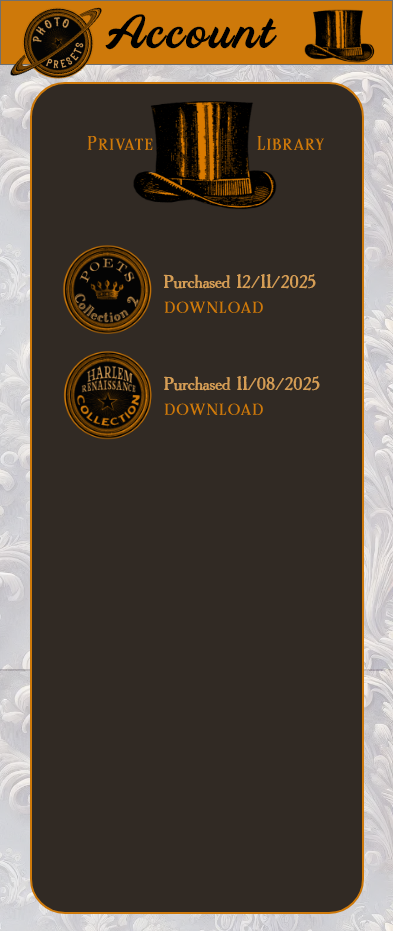 PHOTO
PRESETS
Account
PRIVATE LIBRARY
POETS
Collection 2
Purchased 12/11/2025
DOWNLOAD
HARLEM
RENAISSANCE
COLLECTION
Purchased 11/08/2025
DOWNLOAD